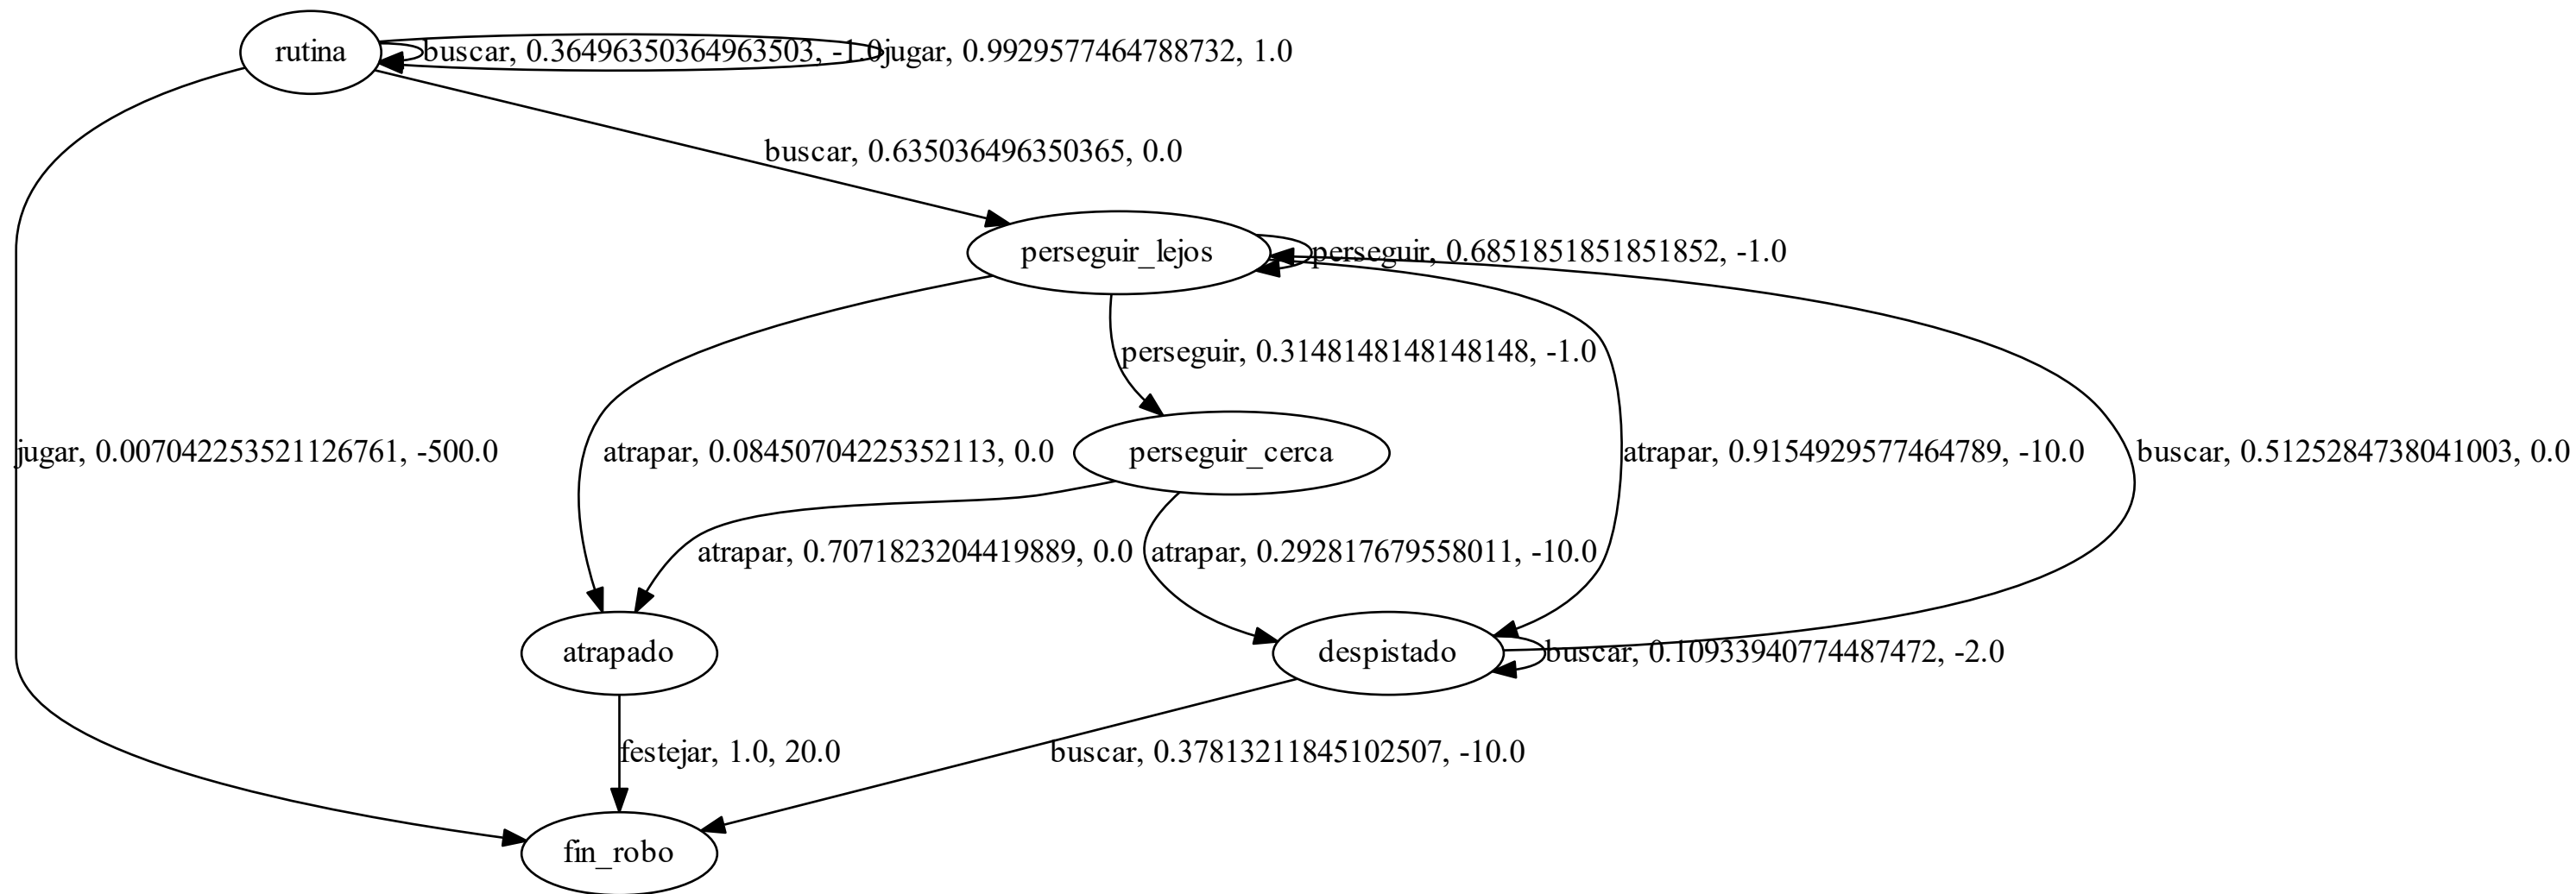 rutina
buscar, 0.36496350364963503, -1.0
jugar, 0.9929577464788732, 1.0
buscar, 0.635036496350365, 0.0
perseguir_lejos
perseguir, 0.6851851851851852, -1.0
perseguir, 0.3148148148148148, -1.0
jugar, 0.007042253521126761, -500.0
atrapar, 0.08450704225352113, 0.0
perseguir_cerca
atrapar, 0.9154929577464789, -10.0
buscar, 0.5125284738041003, 0.0
atrapar, 0.7071823204419889, 0.0
atrapar, 0.292817679558011, -10.0
atrapado
despistado
buscar, 0.10933940774487472, -2.0
festejar, 1.0, 20.0
buscar, 0.37813211845102507, -10.0
fin_robo